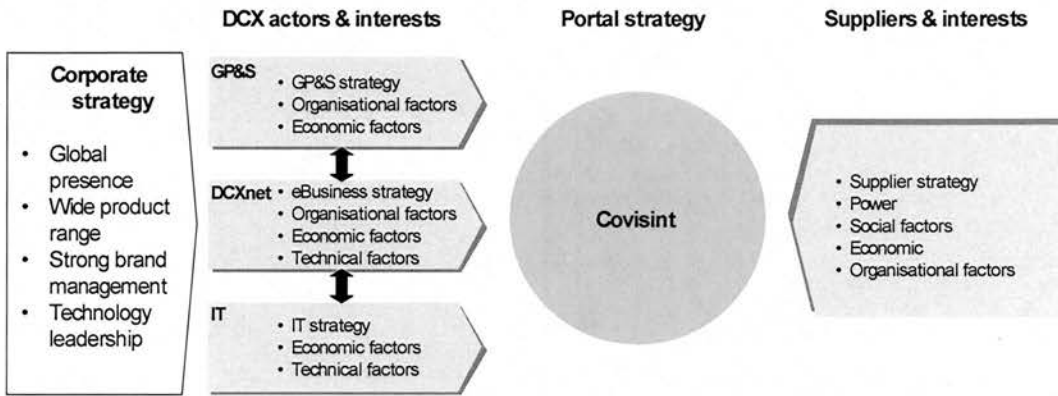 DCX actors & interests
Portal strategy
Suppliers & interests
Corporate
strategy
• Global
presence
• Wide product
range
• Strong brand
management
• Technology
leadership
GP&S
• GP&S strategy
• Organisational factors
• Economic factors
DCXnet
• eBusiness strategy
• Organisational factors
• Economic factors
• Technical factors
IT
• IT strategy
• Economic factors
• Technical factors
Covisint
• Supplier strategy
• Power
• Social factors
• Economic
• Organisational factors